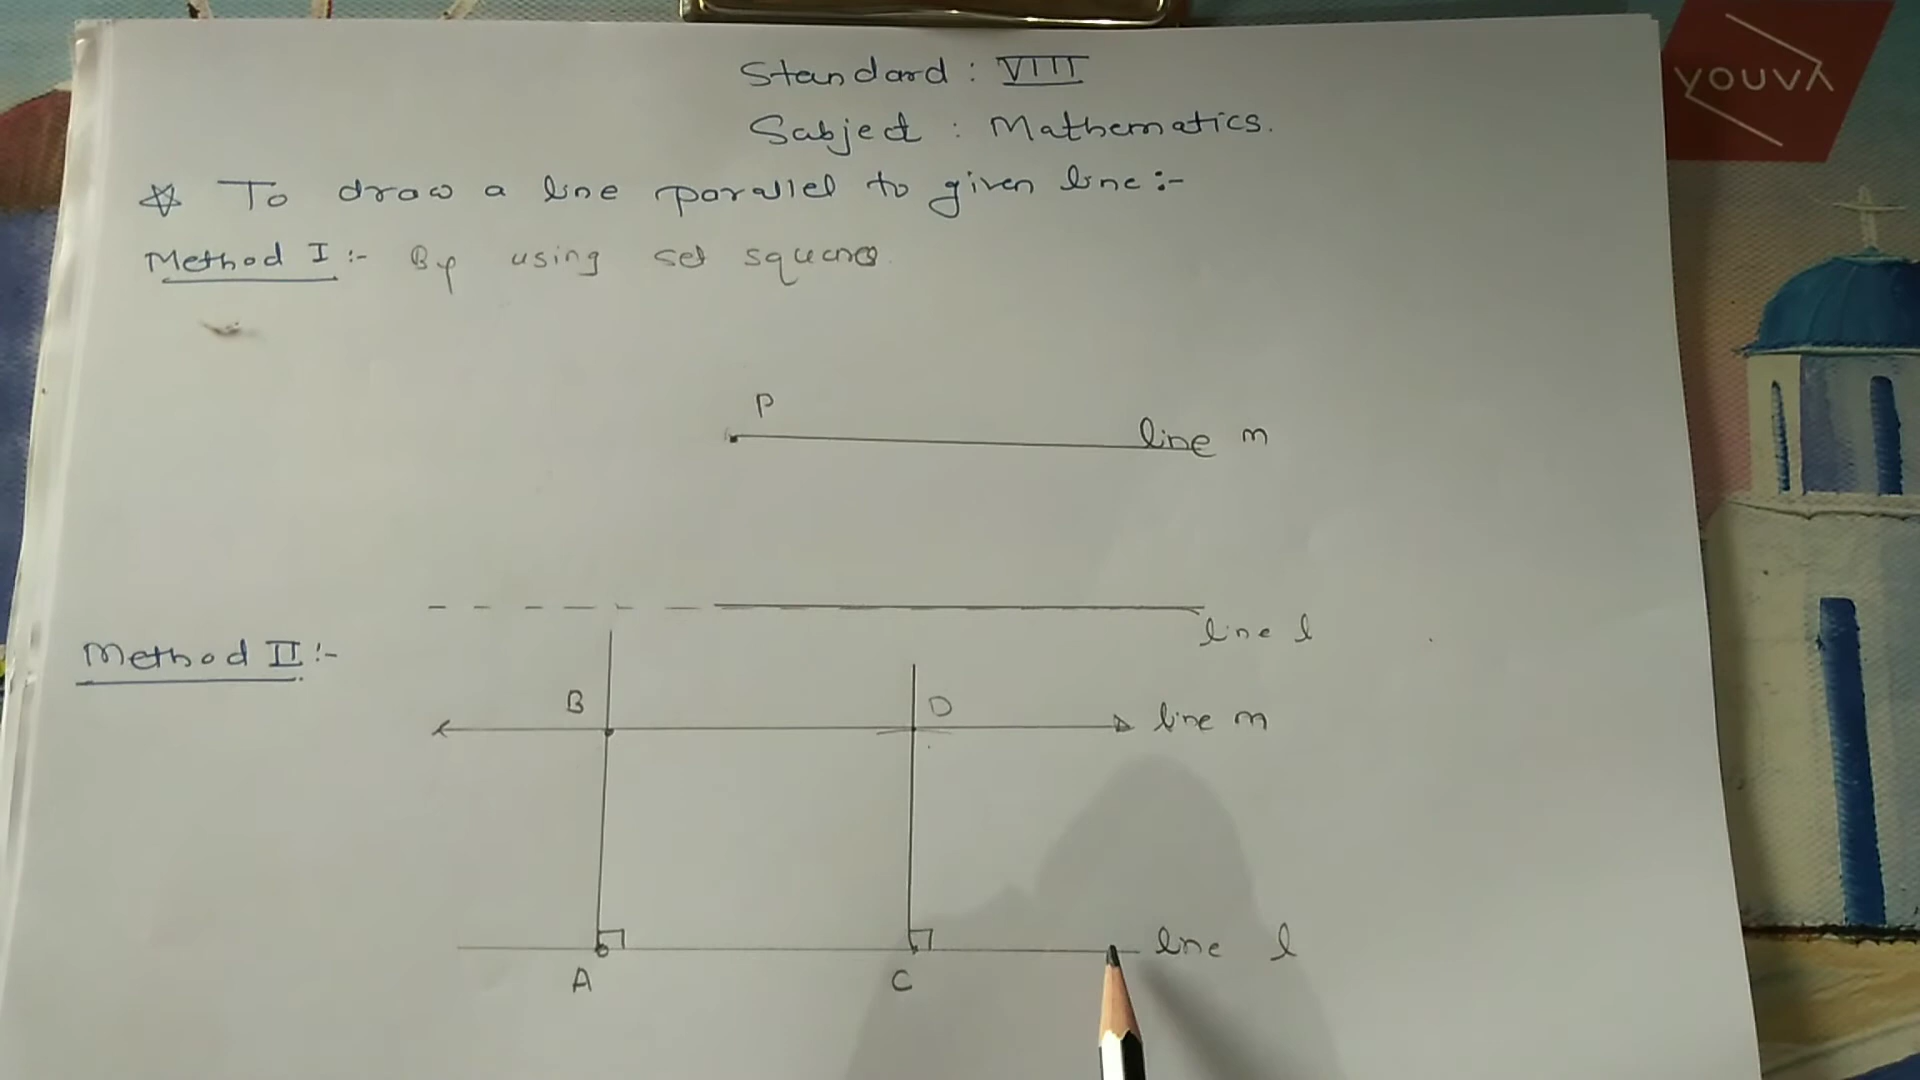 YOUVA
Standard : VIII
Subject : Mathematics.
To draw a line parallel to given line :-
Method I :- By using set square
P
line m
line l
Method II :-
B
D
line m
line l
A
C